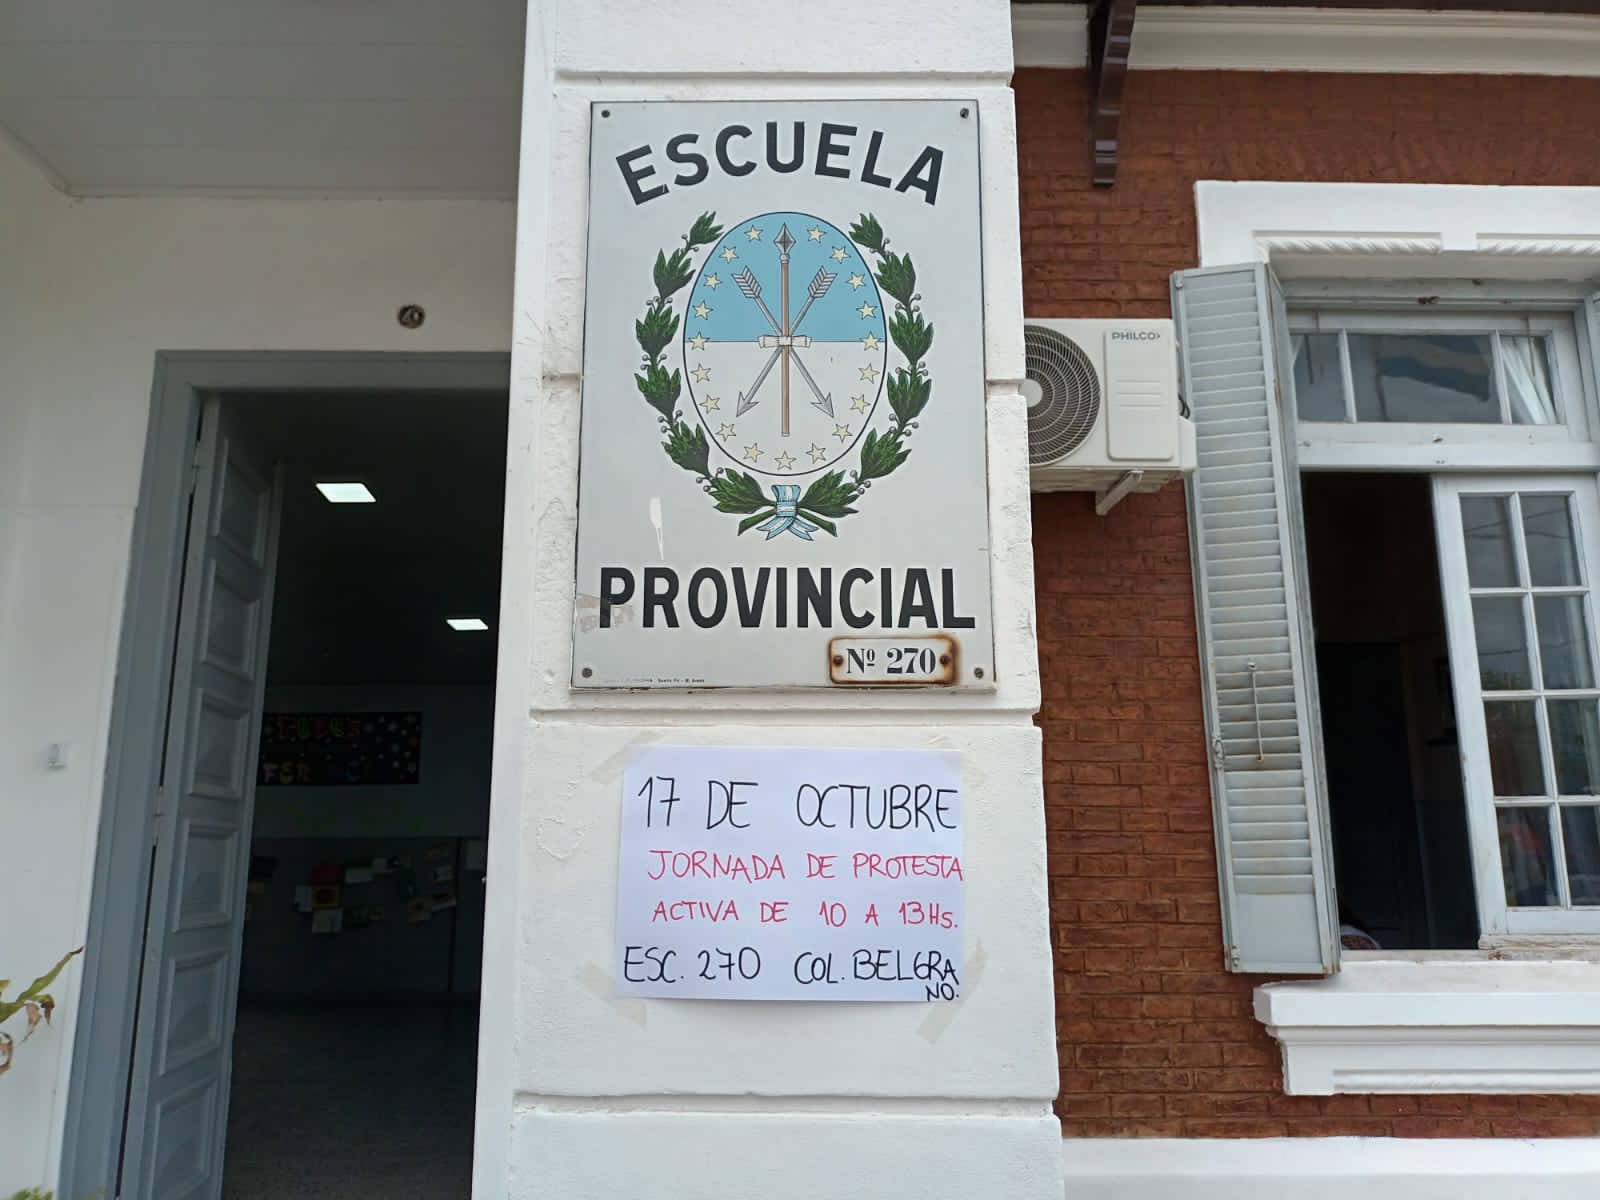 ESCUELA
PROVINCIAL
Nº 270
PHILCO
17 DE OCTUBRE
JORNADA DE PROTESTA
ACTIVA DE 10 A 13Hs.
ESC. 270 COL. BELGRA
NO.